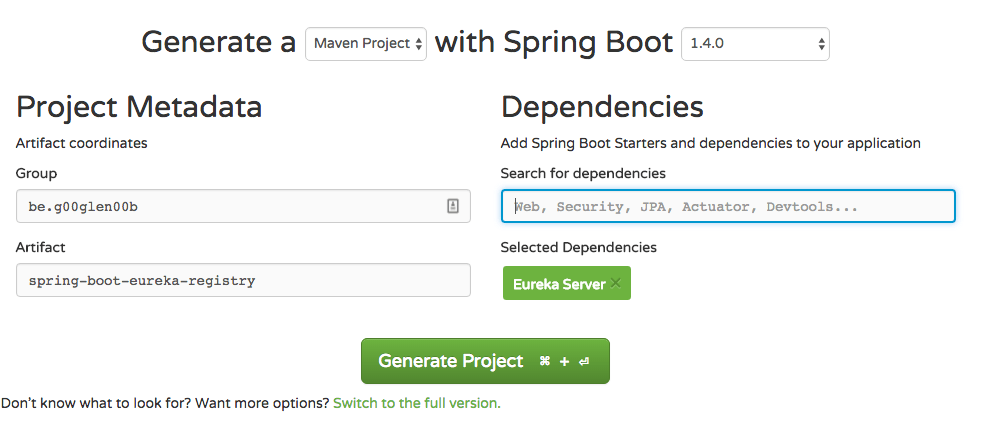 Generate a Maven Project with Spring Boot 1.4.0
Project Metadata
Artifact coordinates
Group
be.g00glen00b
Artifact
spring-boot-eureka-registry
Dependencies
Add Spring Boot Starters and dependencies to your application
Search for dependencies
Web, Security, JPA, Actuator, Devtools...
Selected Dependencies
Eureka Server ×
Generate Project ⌘ + ⏎
Don't know what to look for? Want more options? Switch to the full version.